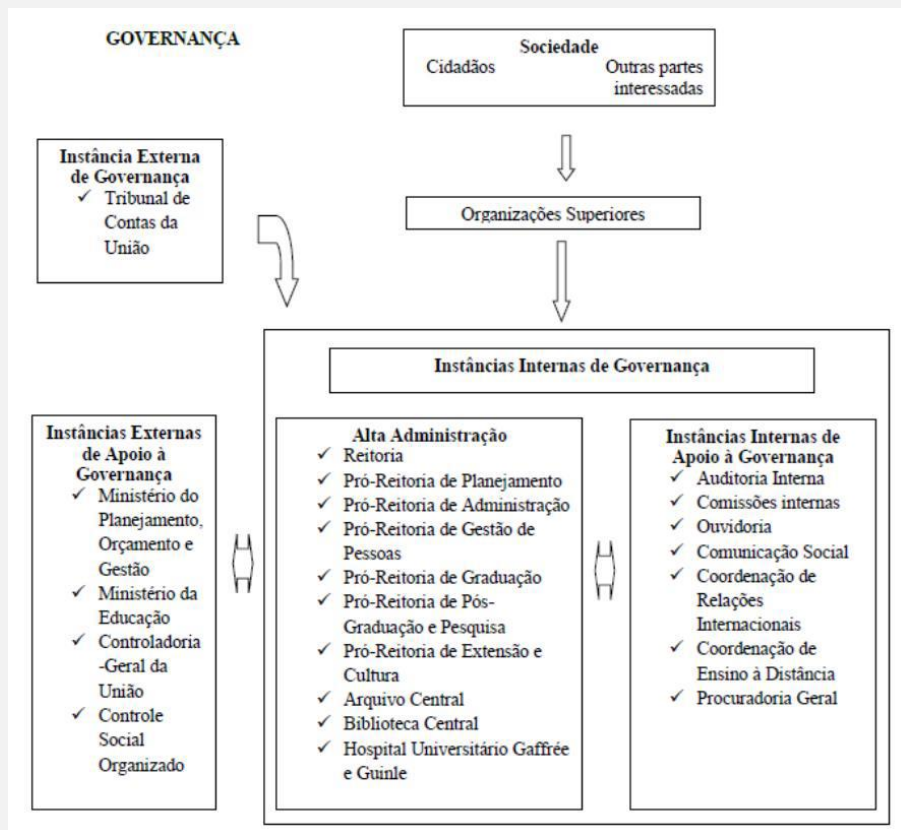 GOVERNANÇA
Sociedade
Cidadãos Outras partes
interessadas
Instância Externa
de Governança
✓ Tribunal de
Contas da
União
Organizações Superiores
Instâncias Internas de Governança
Instâncias Externas
de Apoio à
Governança
✓ Ministério do
Planejamento,
Orçamento e
Gestão
✓ Ministério da
Educação
✓ Controladoria
-Geral da
União
✓ Controle
Social
Organizado
Alta Administração
✓ Reitoria
✓ Pró-Reitoria de Planejamento
✓ Pró-Reitoria de Administração
✓ Pró-Reitoria de Gestão de
Pessoas
✓ Pró-Reitoria de Graduação
✓ Pró-Reitoria de Pós-
Graduação e Pesquisa
✓ Pró-Reitoria de Extensão e
Cultura
✓ Arquivo Central
✓ Biblioteca Central
✓ Hospital Universitário Gaffrée
e Guinle
Instâncias Internas de
Apoio à Governança
✓ Auditoria Interna
✓ Comissões internas
✓ Ouvidoria
✓ Comunicação Social
✓ Coordenação de
Relações
Internacionais
✓ Coordenação de
Ensino à Distância
✓ Procuradoria Geral